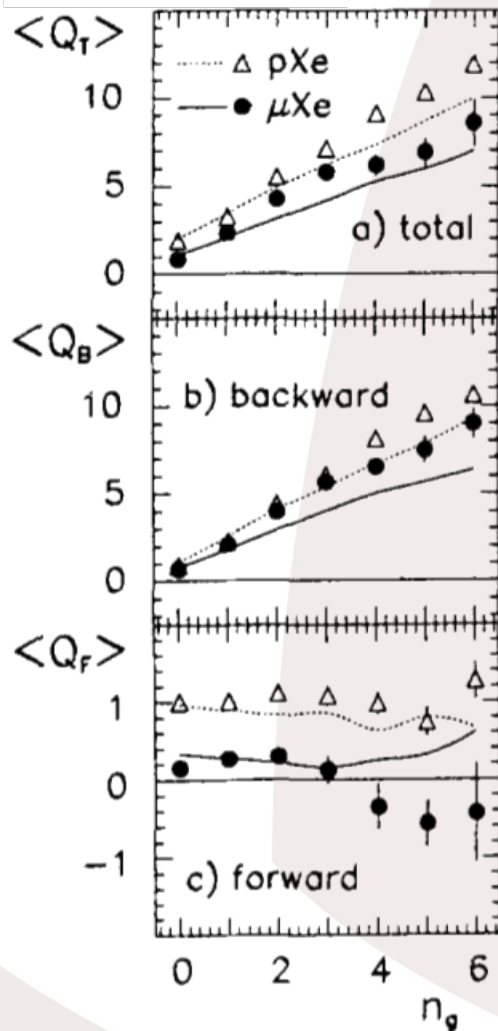 <Q_T>
10
5
0
pXe
μXe
a) total
<Q_B>
10
5
0
b) backward
<Q_F>
1
0
-1
c) forward
0 2 4 6
n_g